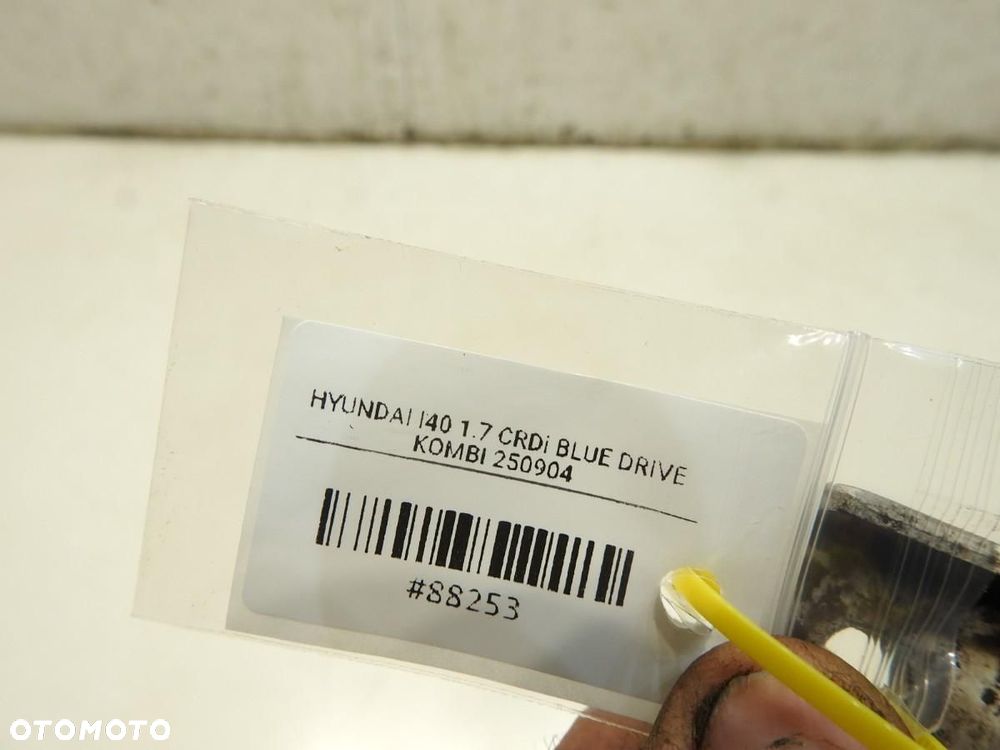 HYUNDAI I40 1.7 CRDi BLUE DRIVE
KOMBI 250904
#88253
OTOMOTO